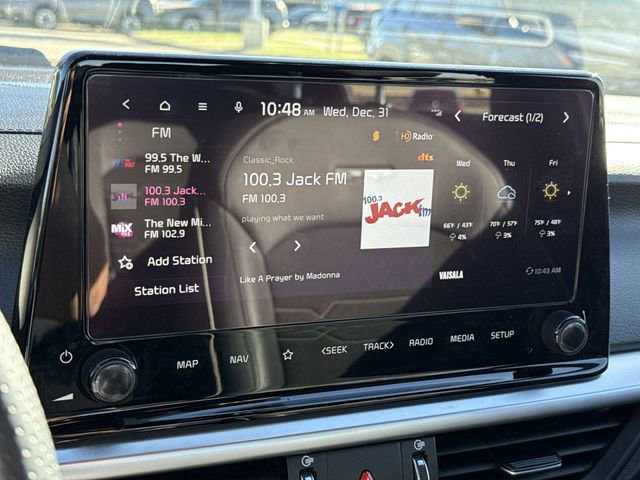 10:48 AM Wed, Dec. 31
Forecast (1/2)
FM
HD Radio
dts
99.5 The W...
FM 99.5
100.3 Jack...
FM 100.3
The New Mi...
FM 102.9
MIX
Add Station
Station List
Classic_Rock
100.3 Jack FM
FM 100.3
playing what we want
Like A Prayer by Madonna
100.3
JACK fm
Wed Thu Fri
66°/ 43° 70°/ 57° 75°/ 48°
4% 3% 3%
VAISALA
10:43 AM
MAP NAV <SEEK TRACK> RADIO MEDIA SETUP